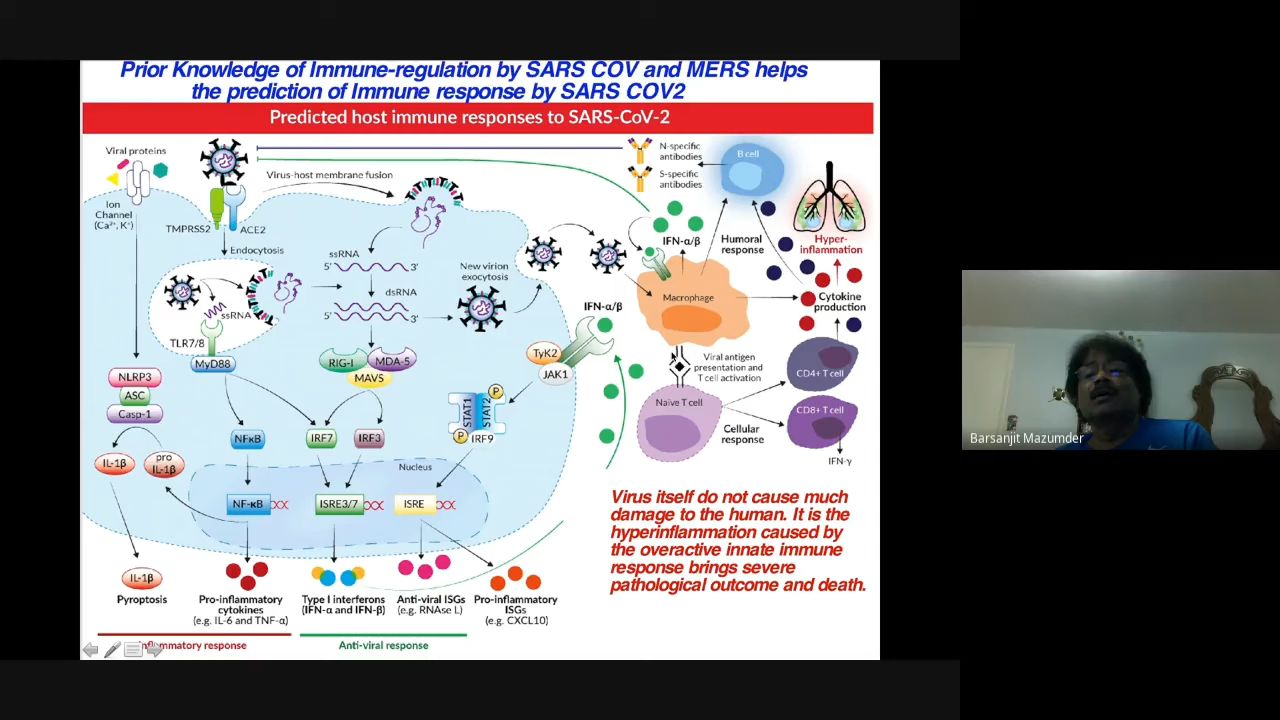 Prior Knowledge of Immune-regulation by SARS COV and MERS helps
the prediction of Immune response by SARS COV2
Predicted host immune responses to SARS-CoV-2
Viral proteins
Ion
Channel
(Ca²⁺, K⁺)
TMPRSS2
ACE2
Virus-host membrane fusion
Endocytosis
ssRNA
5'
3'
dsRNA
5'
3'
New virion
exocytosis
ssRNA
TLR7/8
MyD88
RIG-I
MDA-5
MAVS
NLRP3
ASC
Casp-1
IL-1β
pro
IL-1β
NFκB
IRF7
IRF3
TyK2
JAK1
IFN-α/β
STAT1
STAT2
P
P
IRF9
Nucleus
NF-κB
ISRE3/7
ISRE
IL-1β
Pyroptosis
Pro-inflammatory
cytokines
(e.g. IL-6 and TNF-α)
Type I interferons
(IFN-α and IFN-β)
Anti-viral ISGs
(e.g. RNAse L)
Pro-inflammatory
ISGs
(e.g. CXCL10)
Anti-viral response
N-specific
antibodies
S-specific
antibodies
B cell
IFN-α/β
Humoral
response
Hyper-
inflammation
Macrophage
Cytokine
production
Viral antigen
presentation and
T cell activation
Naive T cell
Cellular
response
CD4+ T cell
CD8+ T cell
IFN-γ
Virus itself do not cause much
damage to the human. It is the
hyperinflammation caused by
the overactive innate immune
response brings severe
pathological outcome and death.
Barsanjit Mazumder